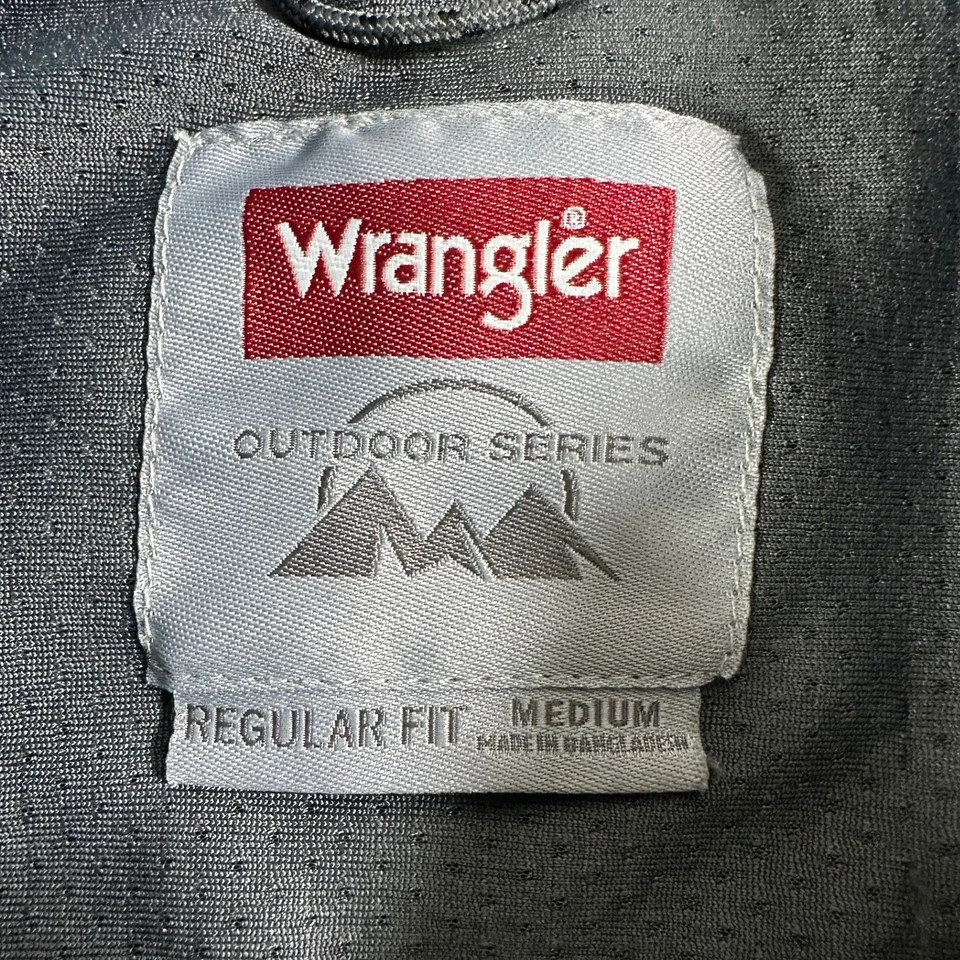 Wrangler®
OUTDOOR SERIES
REGULAR FIT
MEDIUM
MADE IN BANGLADESH